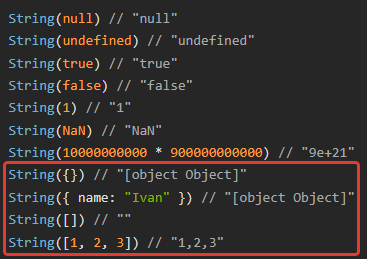 String(null) // "null"
String(undefined) // "undefined"
String(true) // "true"
String(false) // "false"
String(1) // "1"
String(NaN) // "NaN"
String(10000000000 * 900000000000) // "9e+21"
String({}) // "[object Object]"
String({ name: "Ivan" }) // "[object Object]"
String([]) // ""
String([1, 2, 3]) // "1,2,3"